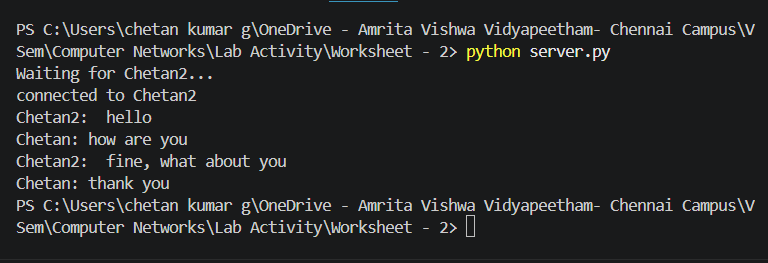 PS C:\Users\chetan kumar g\OneDrive - Amrita Vishwa Vidyapeetham- Chennai Campus\V
Sem\Computer Networks\Lab Activity\Worksheet - 2> python server.py
Waiting for Chetan2...
connected to Chetan2
Chetan2:  hello
Chetan: how are you
Chetan2:  fine, what about you
Chetan: thank you
PS C:\Users\chetan kumar g\OneDrive - Amrita Vishwa Vidyapeetham- Chennai Campus\V
Sem\Computer Networks\Lab Activity\Worksheet - 2>